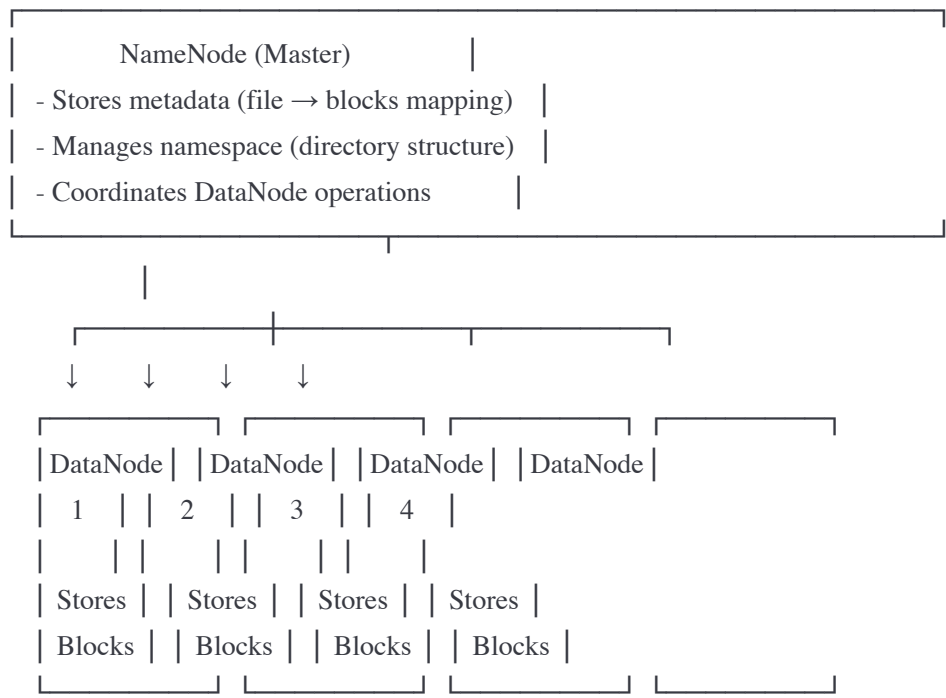 NameNode (Master)
- Stores metadata (file → blocks mapping)
- Manages namespace (directory structure)
- Coordinates DataNode operations
↓ ↓ ↓ ↓
DataNode DataNode DataNode DataNode
1 2 3 4
Stores Stores Stores Stores
Blocks Blocks Blocks Blocks